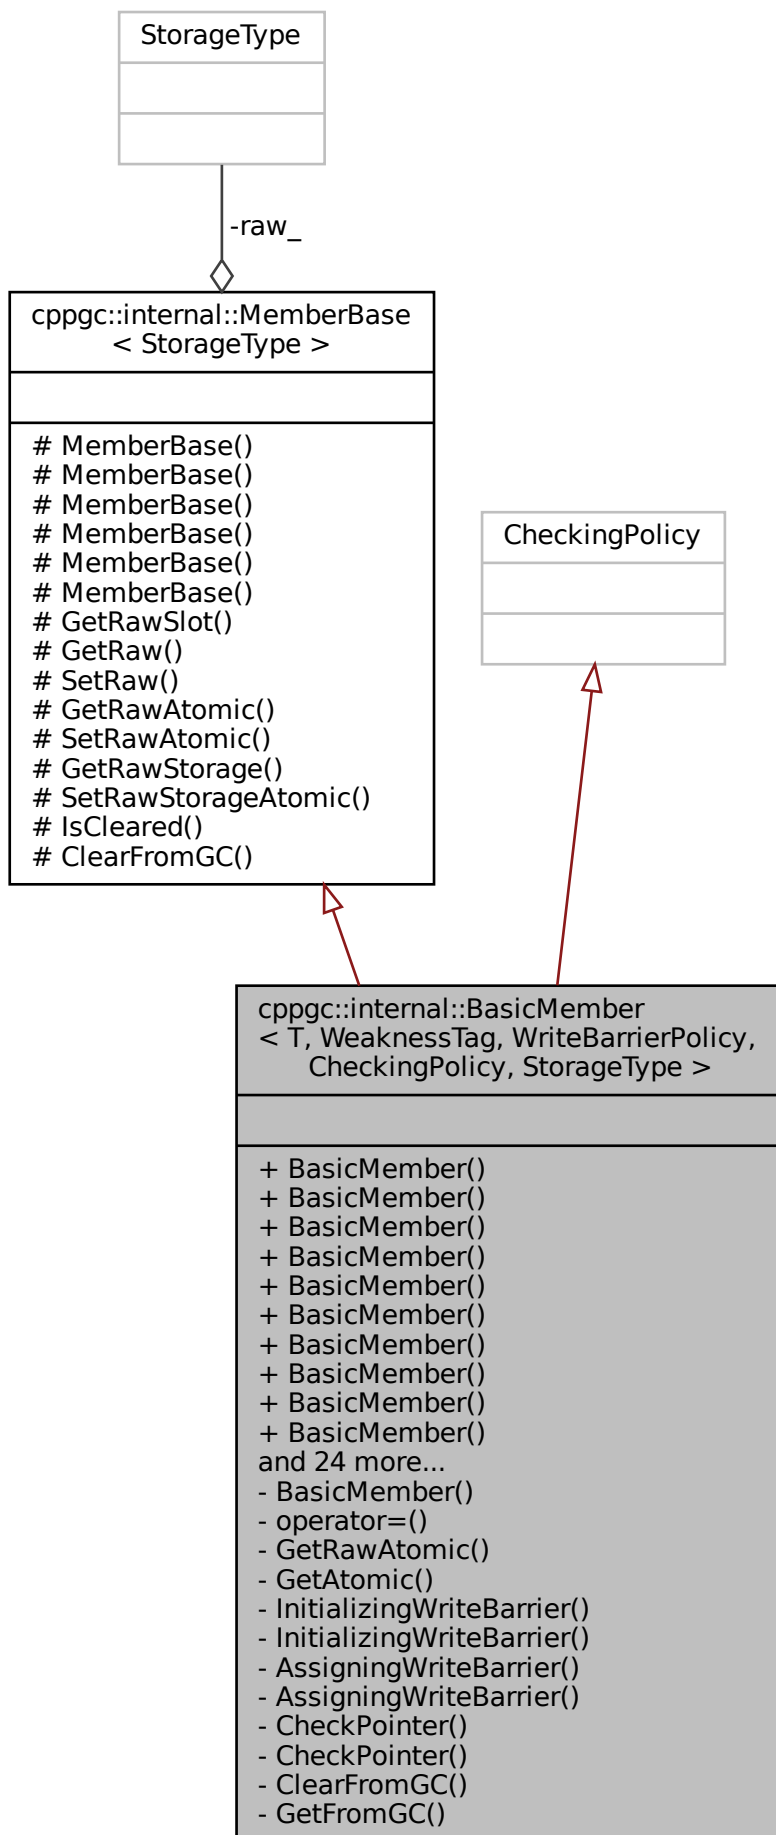 StorageType
-raw_
cppgc::internal::MemberBase
< StorageType >
# MemberBase()
# MemberBase()
# MemberBase()
# MemberBase()
# MemberBase()
# MemberBase()
# GetRawSlot()
# GetRaw()
# SetRaw()
# GetRawAtomic()
# SetRawAtomic()
# GetRawStorage()
# SetRawStorageAtomic()
# IsCleared()
# ClearFromGC()
CheckingPolicy
cppgc::internal::BasicMember
< T, WeaknessTag, WriteBarrierPolicy,
CheckingPolicy, StorageType >
+ BasicMember()
+ BasicMember()
+ BasicMember()
+ BasicMember()
+ BasicMember()
+ BasicMember()
+ BasicMember()
+ BasicMember()
+ BasicMember()
+ BasicMember()
and 24 more...
- BasicMember()
- operator=()
- GetRawAtomic()
- GetAtomic()
- InitializingWriteBarrier()
- InitializingWriteBarrier()
- AssigningWriteBarrier()
- AssigningWriteBarrier()
- CheckPointer()
- CheckPointer()
- ClearFromGC()
- GetFromGC()